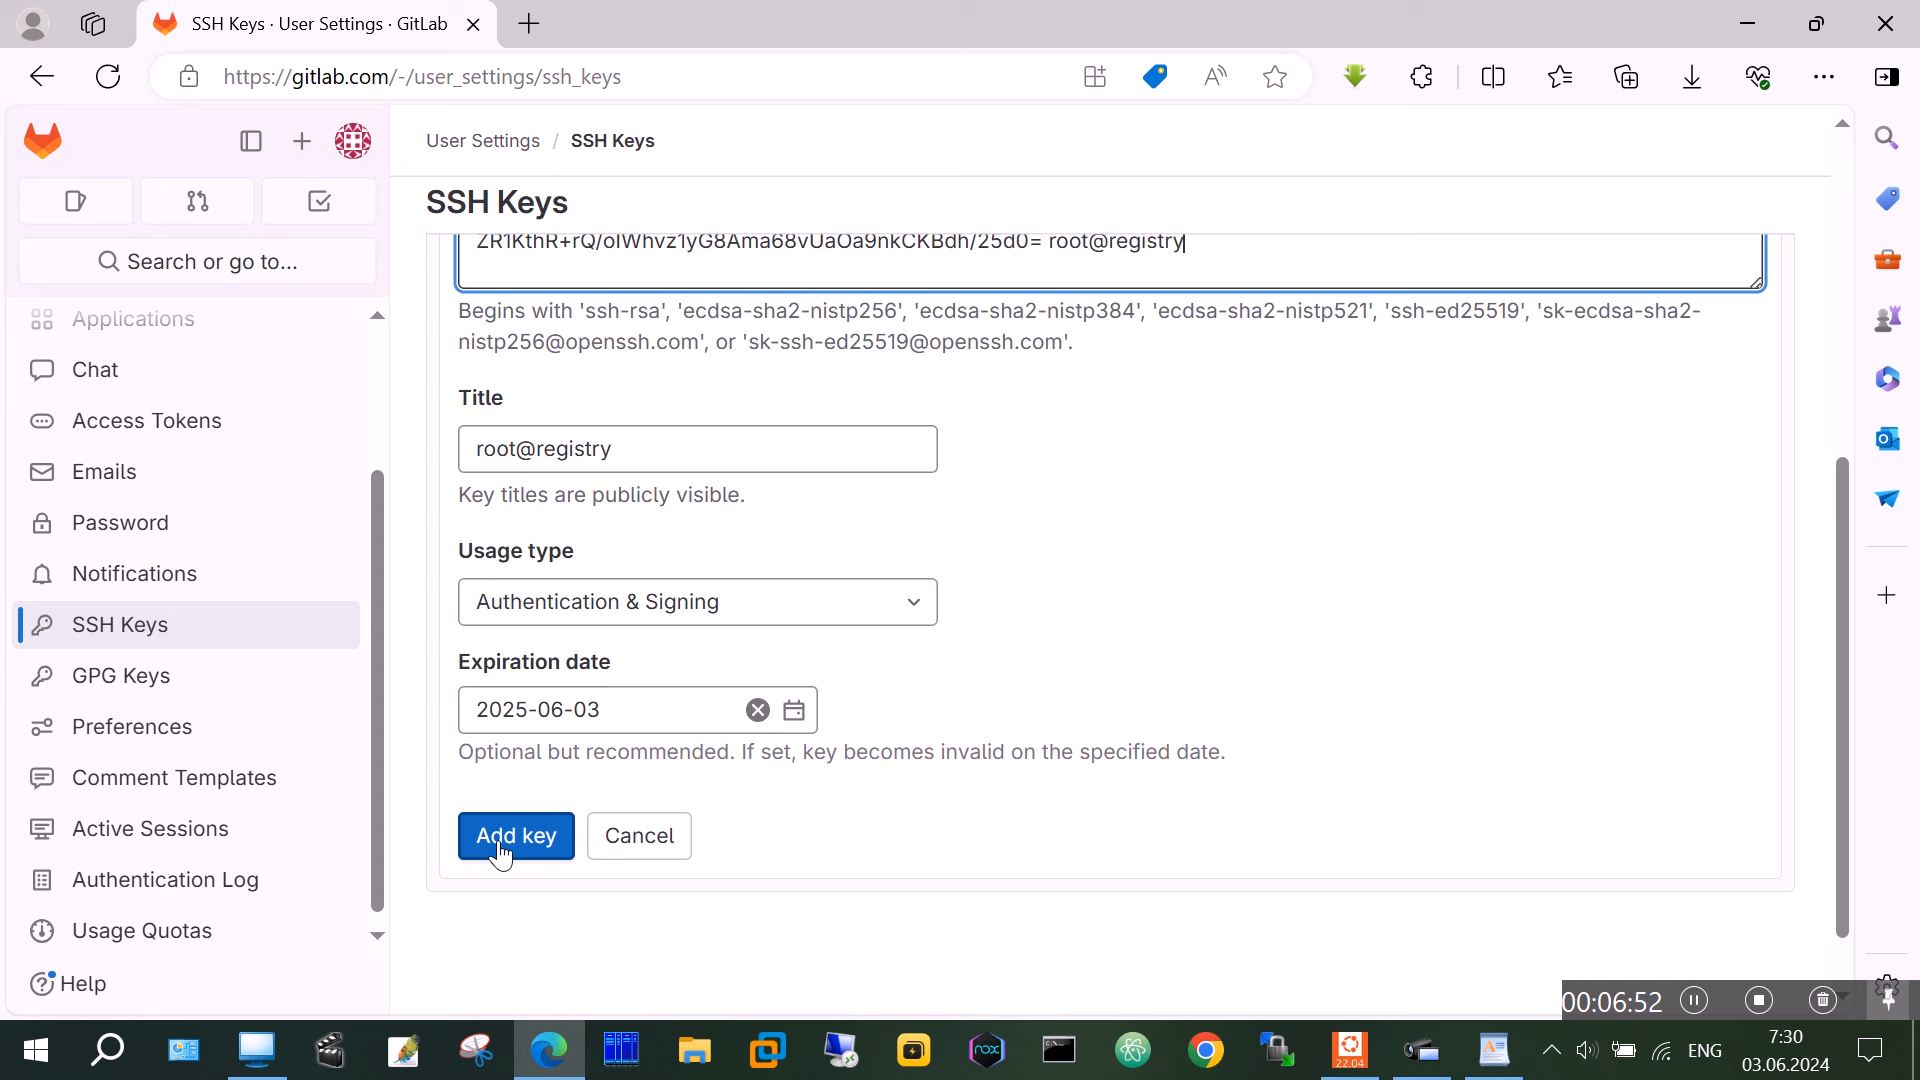 SSH Keys · User Settings · GitLab
https://gitlab.com/-/user_settings/ssh_keys
User Settings / SSH Keys
Search or go to...
Applications
Chat
Access Tokens
Emails
Password
Notifications
SSH Keys
GPG Keys
Preferences
Comment Templates
Active Sessions
Authentication Log
Usage Quotas
Help
SSH Keys
ZR1KthR+rQ/oIWhvz1yG8Ama68vUaOa9nkCKBdh/25d0= root@registry
Begins with 'ssh-rsa', 'ecdsa-sha2-nistp256', 'ecdsa-sha2-nistp384', 'ecdsa-sha2-nistp521', 'ssh-ed25519', 'sk-ecdsa-sha2-
nistp256@openssh.com', or 'sk-ssh-ed25519@openssh.com'.
Title
root@registry
Key titles are publicly visible.
Usage type
Authentication & Signing
Expiration date
2025-06-03
Optional but recommended. If set, key becomes invalid on the specified date.
Add key
Cancel
00:06:52
nox
22.04
ENG
7:30
03.06.2024